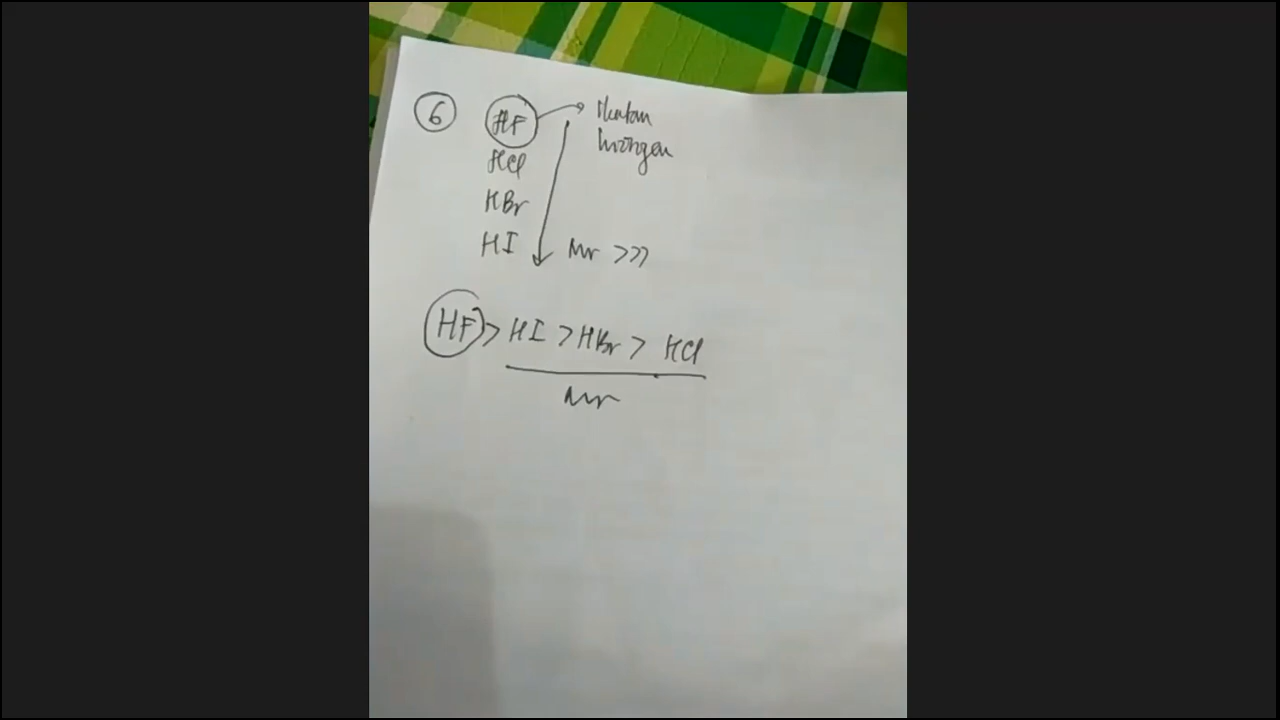 6
HF Ikatan
hidrogen
HCl
HBr
HI Mr >>>
HF > HI > HBr > HCl
Mr